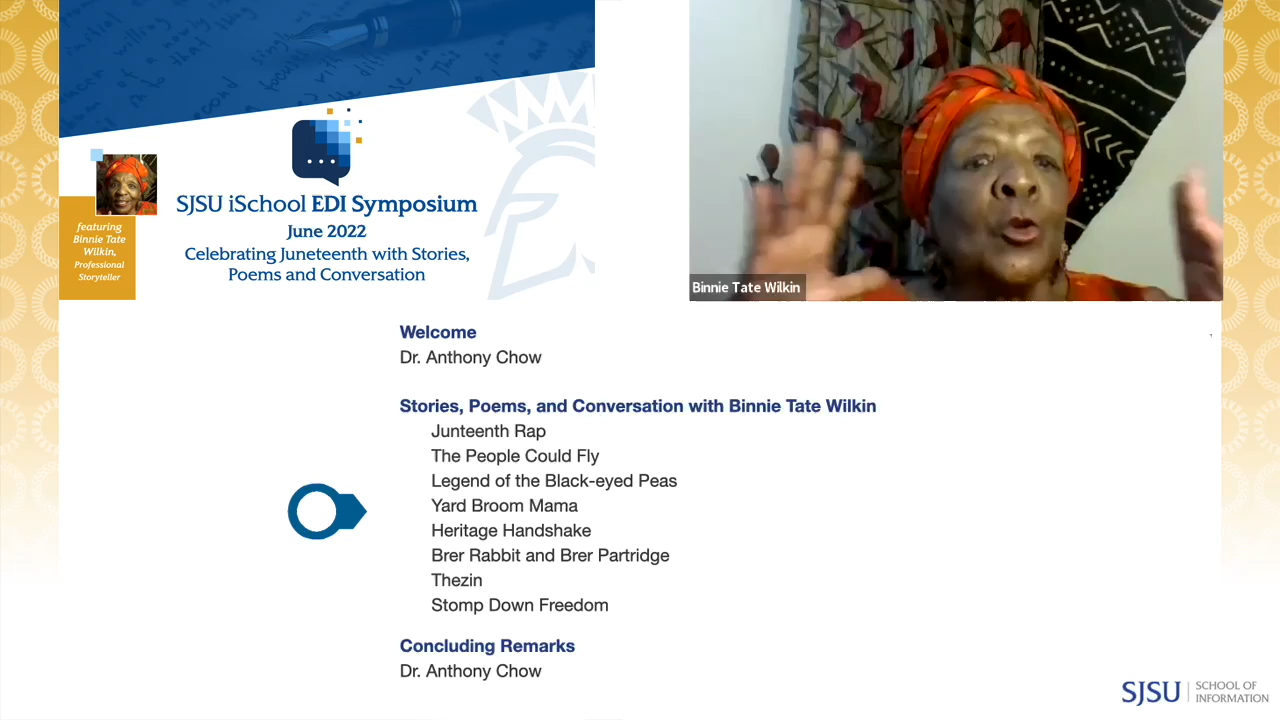 SJSU iSchool EDI Symposium
June 2022
Celebrating Juneteenth with Stories,
Poems and Conversation
featuring
Binnie Tate
Wilkin,
Professional
Storyteller
Binnie Tate Wilkin
Welcome
Dr. Anthony Chow
Stories, Poems, and Conversation with Binnie Tate Wilkin
Junteenth Rap
The People Could Fly
Legend of the Black-eyed Peas
Yard Broom Mama
Heritage Handshake
Brer Rabbit and Brer Partridge
Thezin
Stomp Down Freedom
Concluding Remarks
Dr. Anthony Chow
SJSU SCHOOL OF
INFORMATION